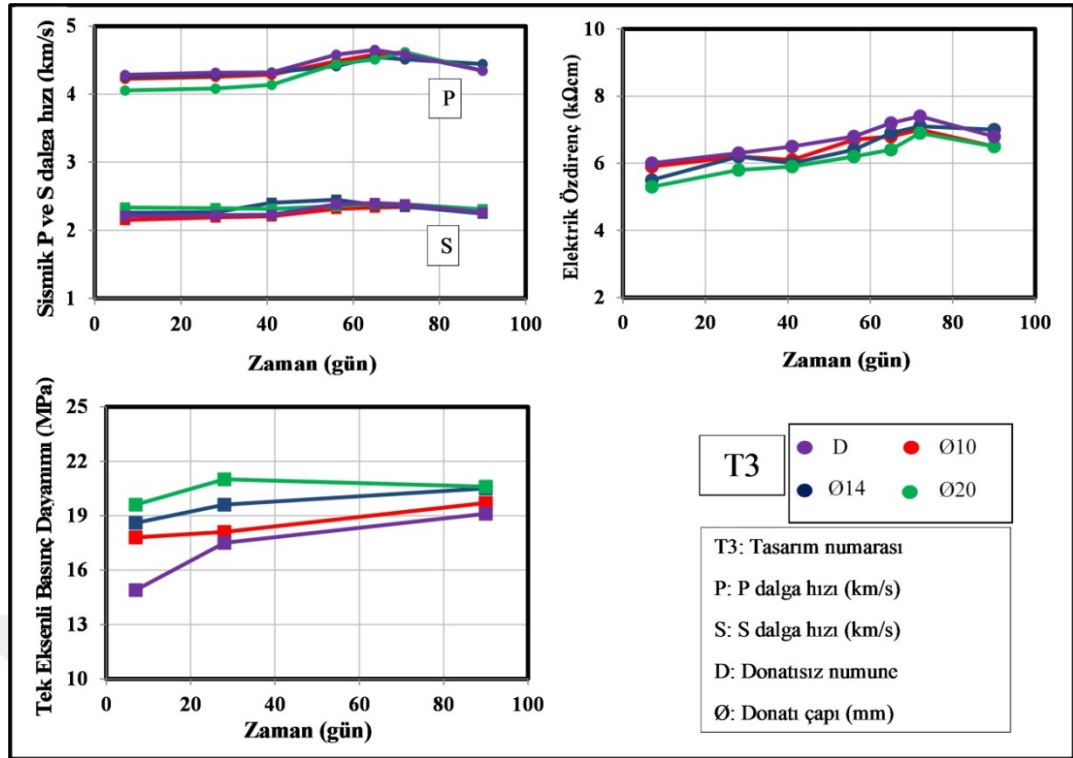 Sismik P ve S dalga hızı (km/s)
5
4
3
2
1
P
S
0 20 40 60 80 100
Zaman (gün)
Elektrik Özdirenç (kΩcm)
10
8
6
4
2
0 20 40 60 80 100
Zaman (gün)
Tek Eksenli Basınç Dayanımı (MPa)
25
22
19
16
13
10
0 20 40 60 80 100
Zaman (gün)
T3
D Ø10
Ø14 Ø20
T3: Tasarım numarası
P: P dalga hızı (km/s)
S: S dalga hızı (km/s)
D: Donatısız numune
Ø: Donatı çapı (mm)